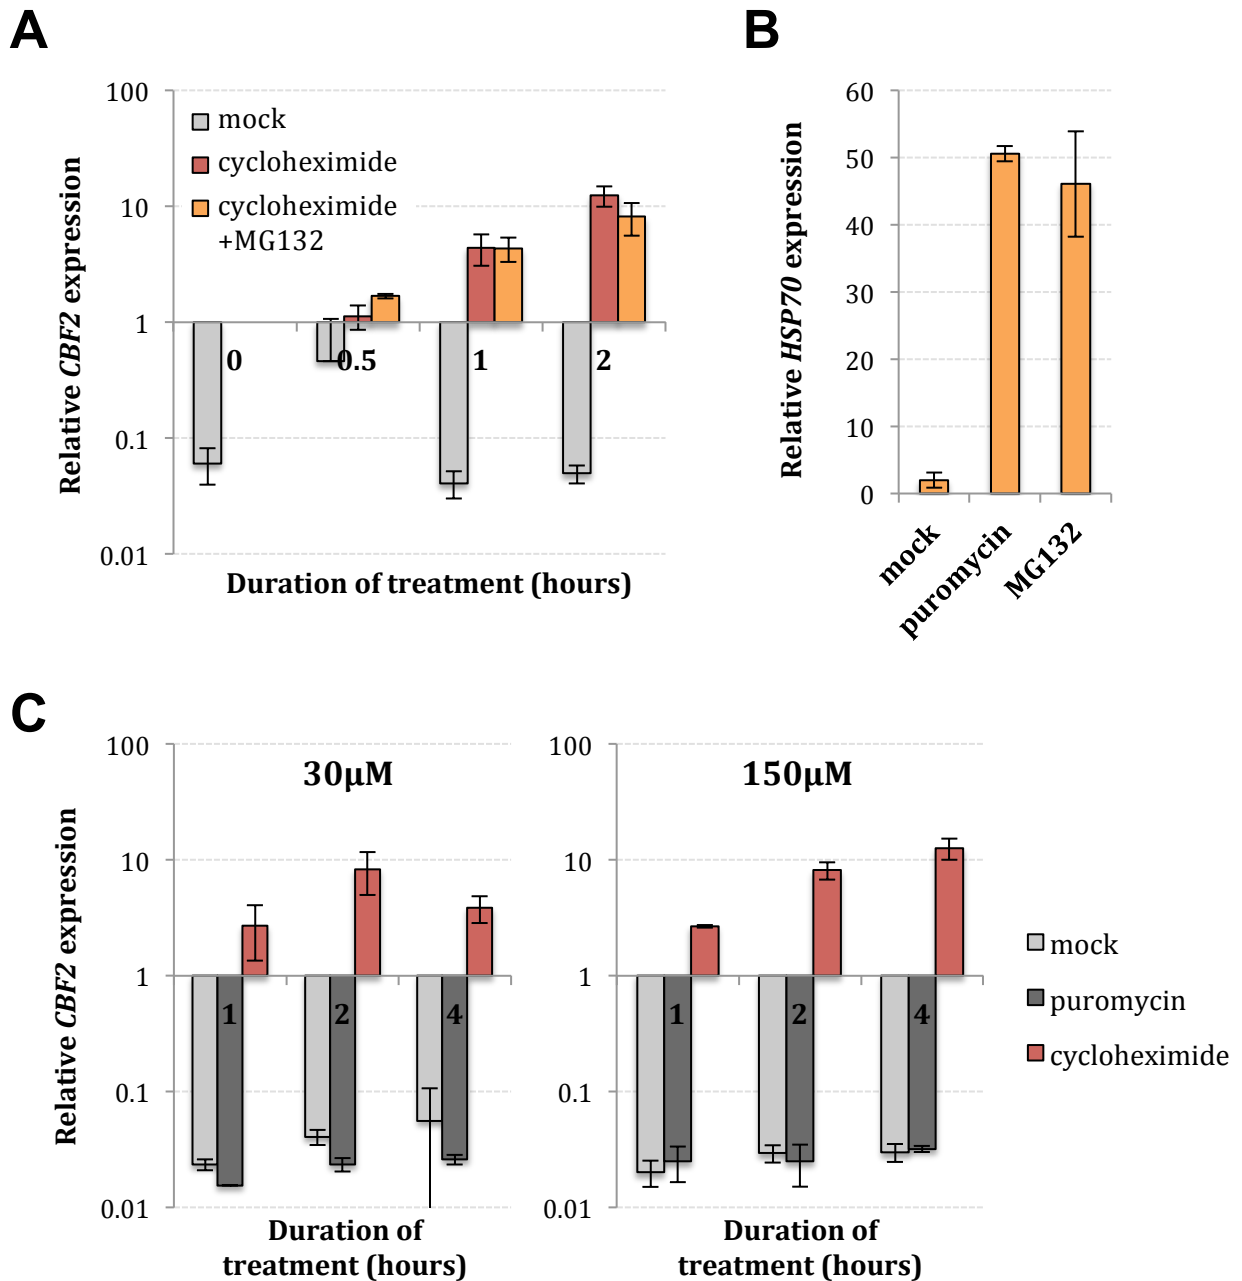 A
Relative CBF2 expression
100
10
1
0.1
0.01
mock
cycloheximide
cycloheximide
+MG132
0
0.5
1
2
Duration of treatment (hours)
B
Relative HSP70 expression
60
50
40
30
20
10
0
mock
puromycin
MG132
C
Relative CBF2 expression
100
10
1
0.1
0.01
30µM
1
2
4
Duration of
treatment (hours)
100
10
1
0.1
0.01
150µM
1
2
4
Duration of
treatment (hours)
mock
puromycin
cycloheximide